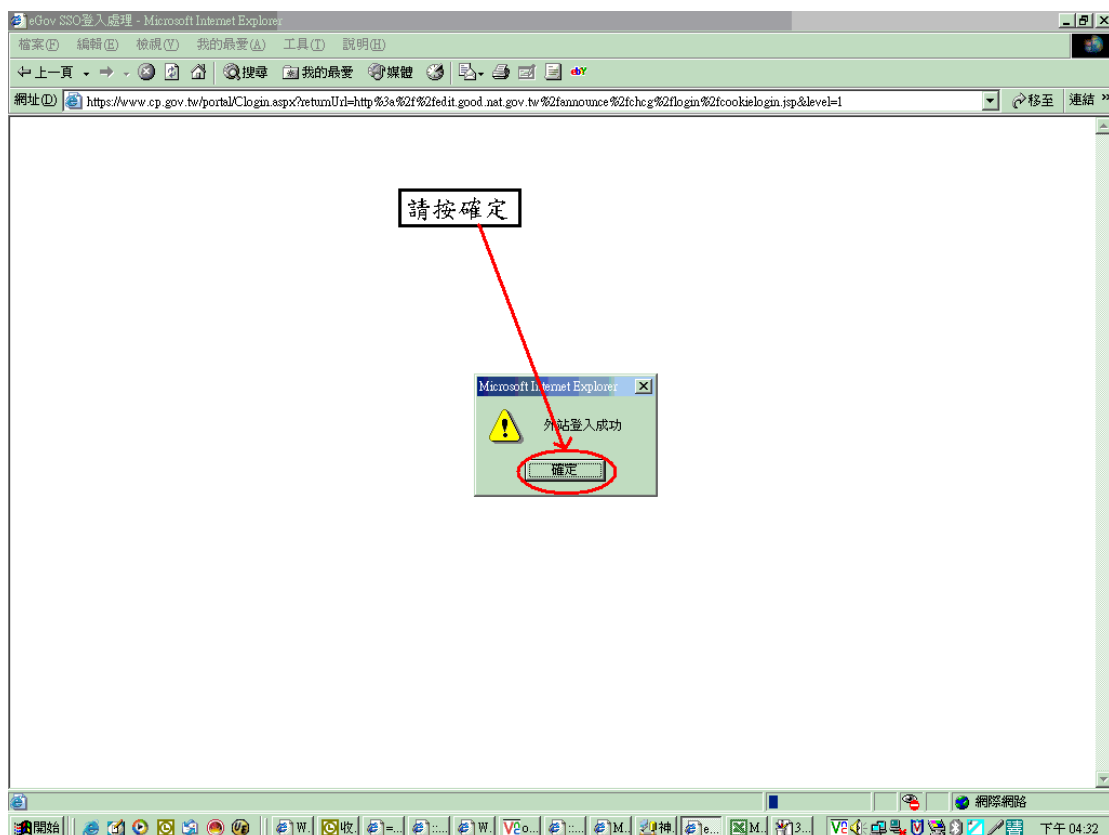 eGov SSO登入處理 - Microsoft Internet Explorer
檔案(F) 編輯(E) 檢視(V) 我的最愛(A) 工具(T) 說明(H)
上一頁 搜尋 我的最愛 媒體
網址(D) https://www.cp.gov.tw/portal/Clogin.aspx?returnUrl=http%3a%2f%2fedit.good.nat.gov.tw%2fannounce%2fchcg%2flogin%2fcookielogin.jsp&level=1 移至 連結 »
請按確定
Microsoft Internet Explorer
外站登入成功
確定
網際網路
開始 W... 收... =... ::... W... o... ::... M... 神... e... M... 3... 下午 04:32